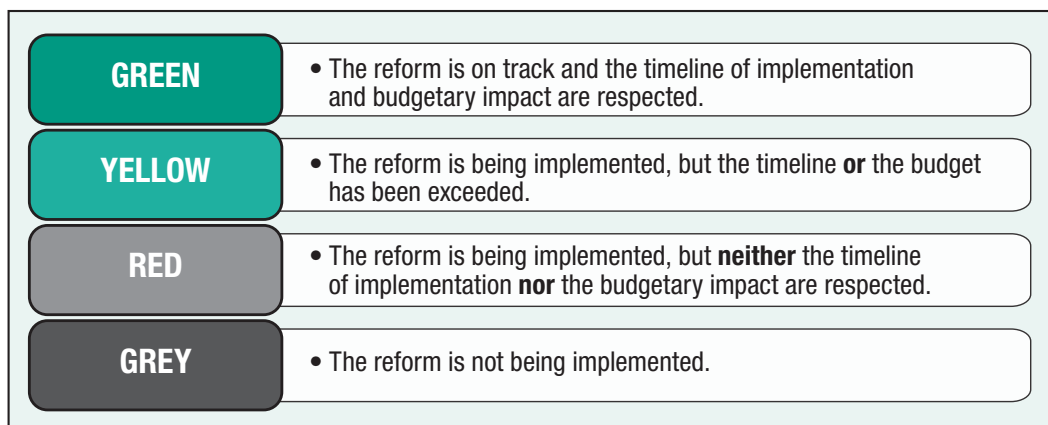 GREEN
• The reform is on track and the timeline of implementation
and budgetary impact are respected.
YELLOW
• The reform is being implemented, but the timeline or the budget
has been exceeded.
RED
• The reform is being implemented, but neither the timeline
of implementation nor the budgetary impact are respected.
GREY
• The reform is not being implemented.